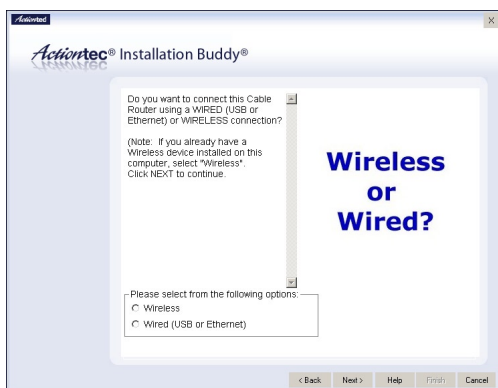 Actiontec
X
Actiontec® Installation Buddy®
Do you want to connect this Cable
Router using a WIRED (USB or
Ethernet) or WIRELESS connection?
(Note: If you already have a
Wireless device installed on this
computer, select "Wireless".
Click NEXT to continue.
Wireless
or
Wired?
Please select from the following options:
Wireless
Wired (USB or Ethernet)
< Back Next > Help Finish Cancel